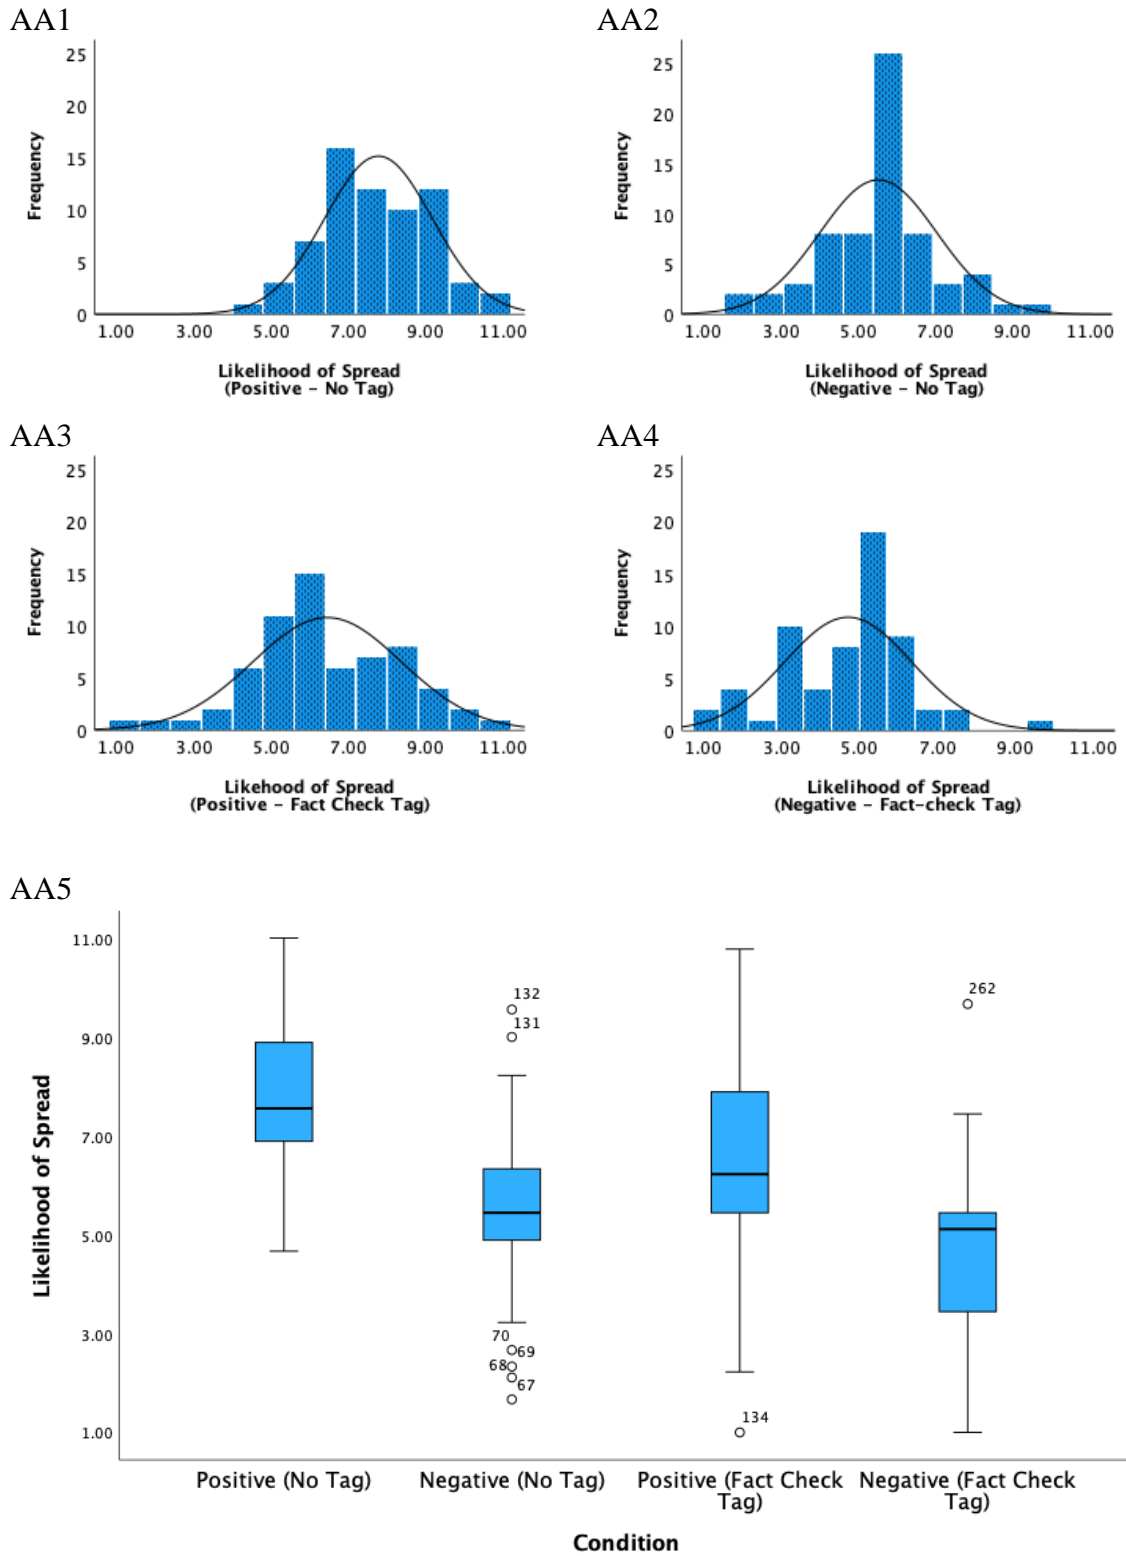 AA1
25
20
15
10
5
0
Frequency
1.00 3.00 5.00 7.00 9.00 11.00
Likelihood of Spread
(Positive – No Tag)
AA2
25
20
15
10
5
0
Frequency
1.00 3.00 5.00 7.00 9.00 11.00
Likelihood of Spread
(Negative – No Tag)
AA3
25
20
15
10
5
0
Frequency
1.00 3.00 5.00 7.00 9.00 11.00
Likehood of Spread
(Positive – Fact Check Tag)
AA4
25
20
15
10
5
0
Frequency
1.00 3.00 5.00 7.00 9.00 11.00
Likelihood of Spread
(Negative – Fact-check Tag)
AA5
11.00
9.00
7.00
5.00
3.00
1.00
Likelihood of Spread
132
131
70
69
68
67
134
262
Positive (No Tag)
Negative (No Tag)
Positive (Fact Check
Tag)
Negative (Fact Check
Tag)
Condition